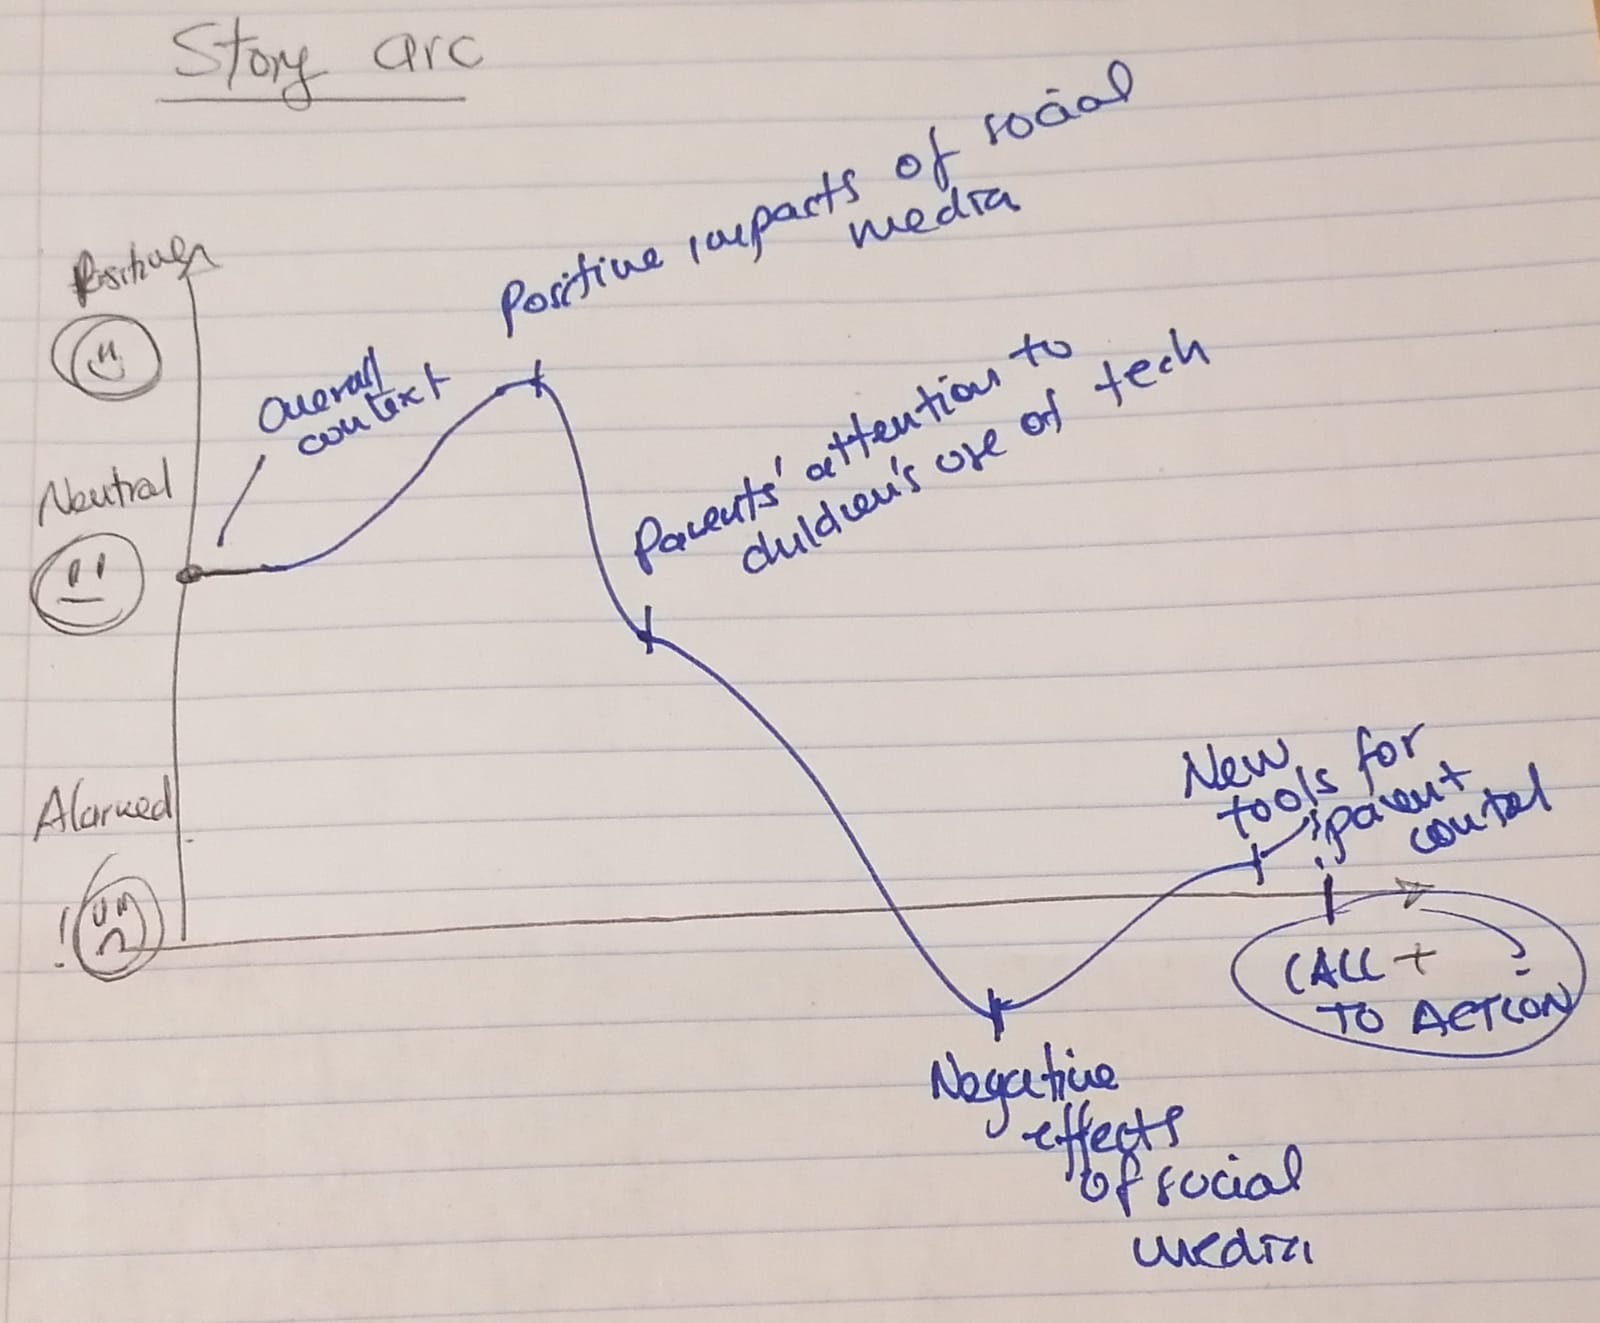 Story arc
Positive
Overall
context
Positive impacts of social
media
Neutral
Parents' attention to
children's use of tech
Alarmed
!
New
tools for
parent
control
CALL
TO ACTION
Negative
effects
of social
media